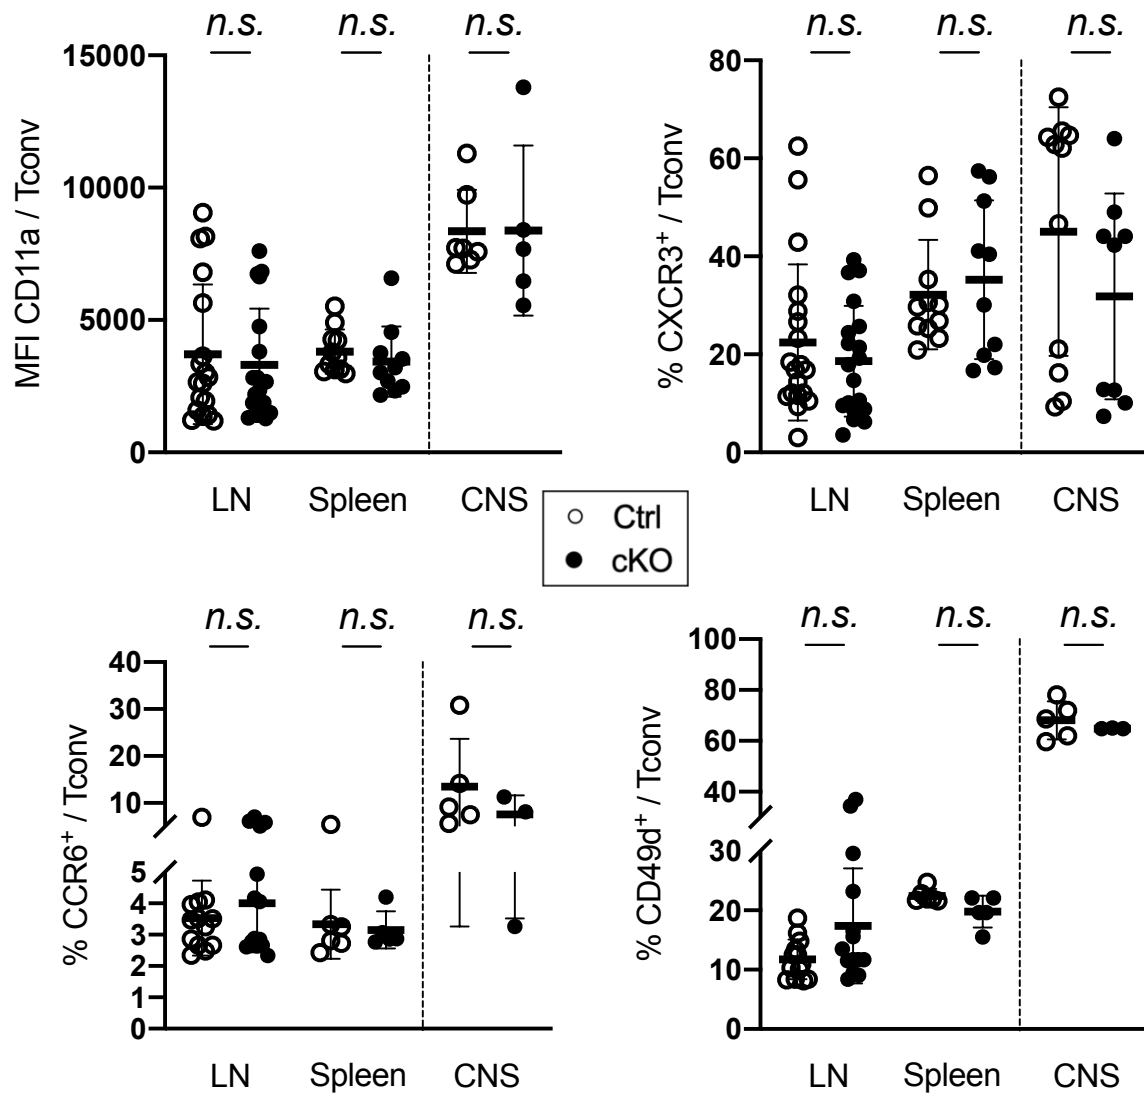 n.s. n.s. n.s.
15000
10000
5000
0
MFI CD11a / Tconv
LN Spleen CNS
n.s. n.s. n.s.
80
60
40
20
0
% CXCR3+ / Tconv
LN Spleen CNS
Ctrl
cKO
n.s. n.s. n.s.
40
30
20
10
5
4
3
2
1
0
% CCR6+ / Tconv
LN Spleen CNS
n.s. n.s. n.s.
100
80
60
40
30
20
10
0
% CD49d+ / Tconv
LN Spleen CNS